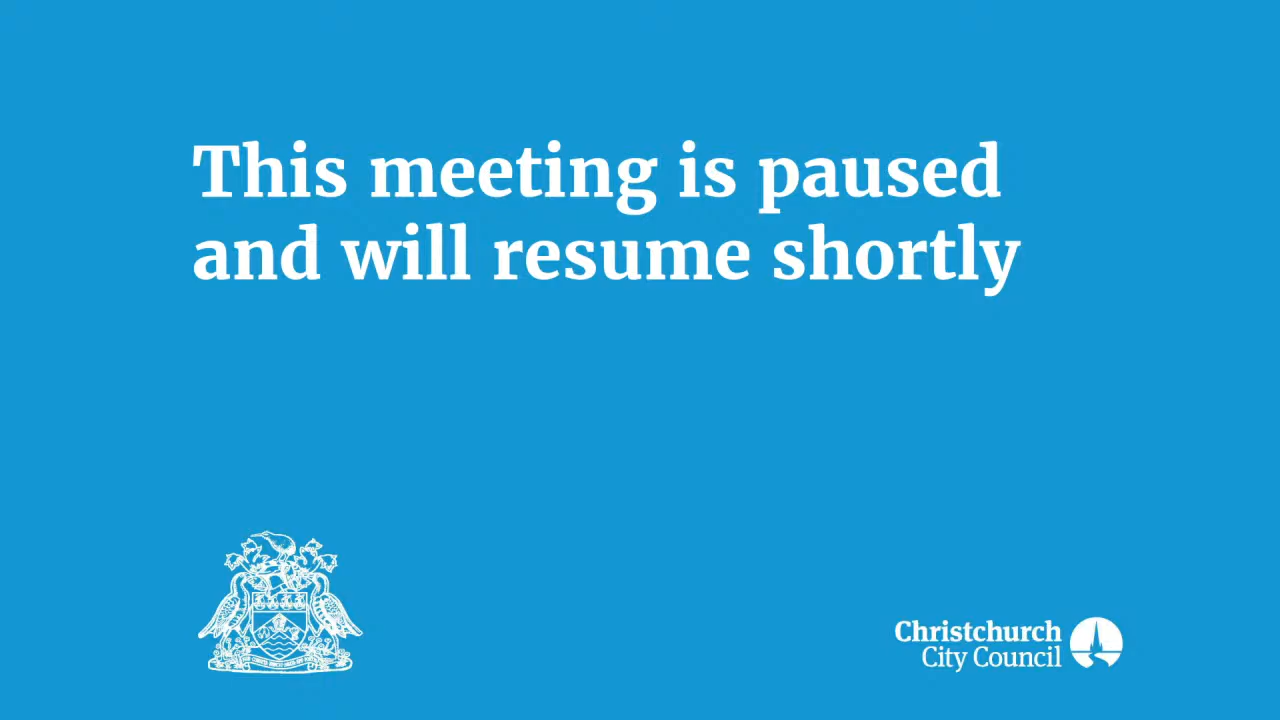 This meeting is paused
and will resume shortly
Christchurch
City Council